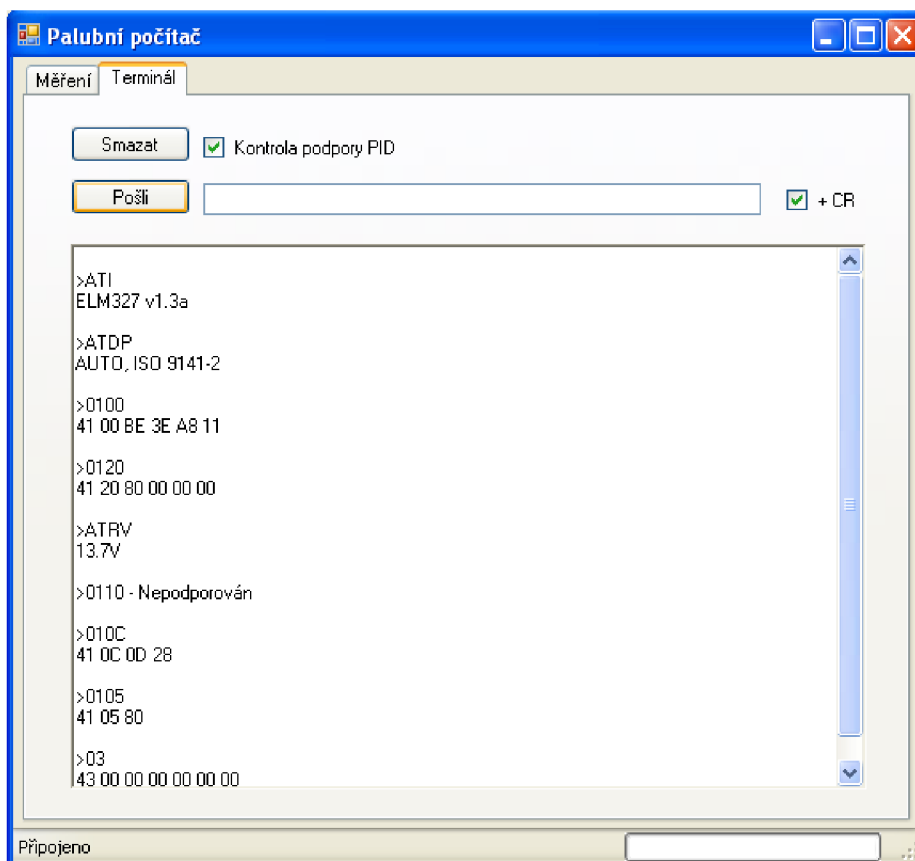 Palubní počítač
Měření
Terminál
Smazat
Kontrola podpory PID
Pošli
+ CR
>ATI
ELM327 v1.3a
>ATDP
AUTO, ISO 9141-2
>0100
41 00 BE 3E A8 11
>0120
41 20 80 00 00 00
>ATRV
13.7V
>0110 - Nepodporován
>010C
41 0C 0D 28
>0105
41 05 80
>03
43 00 00 00 00 00 00
Připojeno